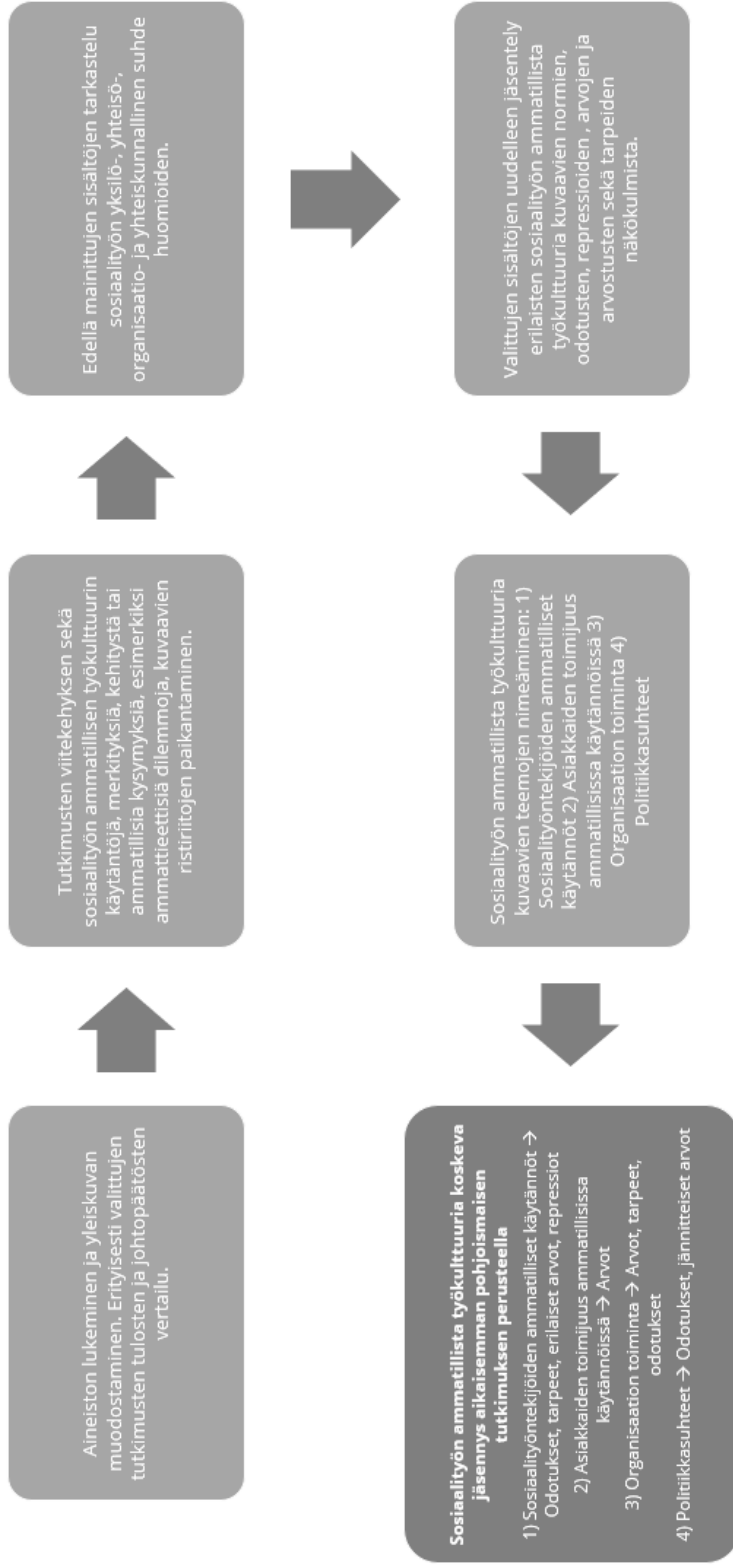 Aineiston lukeminen ja yleiskuvan
muodostaminen. Erityisesti valittujen
tutkimusten tulosten ja johtopäätösten
vertailu.
Tutkimusten viitekehyksen sekä
sosiaalityön ammatillisen työkulttuurin
käytäntöjä, merkityksiä, kehitystä tai
ammatillisia kysymyksiä, esimerkiksi
ammattieettisiä dilemmoja, kuvaavien
ristiriitojen paikantaminen.
Edellä mainittujen sisältöjen tarkastelu
sosiaalityön yksilö-, yhteisö-,
organisaatio- ja yhteiskunnallinen suhde
huomioiden.
Valittujen sisältöjen uudelleen jäsentely
erilaisten sosiaalityön ammatillista
työkulttuuria kuvaavien normien,
odotusten, repressioiden , arvojen ja
arvostusten sekä tarpeiden
näkökulmista.
Sosiaalityön ammatillista työkulttuuria
kuvaavien teemojen nimeäminen: 1)
Sosiaalityöntekijöiden ammatilliset
käytännöt 2) Asiakkaiden toimijuus
ammatillisissa käytännöissä 3)
Organisaation toiminta 4)
Politiikkasuhteet
Sosiaalityön ammatillista työkulttuuria koskeva
jäsennys aikaisemman pohjoismaisen
tutkimuksen perusteella
1) Sosiaalityöntekijöiden ammatilliset käytännöt →
Odotukset, tarpeet, erilaiset arvot, repressiot
2) Asiakkaiden toimijuus ammatillisissa
käytännöissä → Arvot
3) Organisaation toiminta → Arvot, tarpeet,
odotukset
4) Politiikkasuhteet → Odotukset, jännitteiset arvot